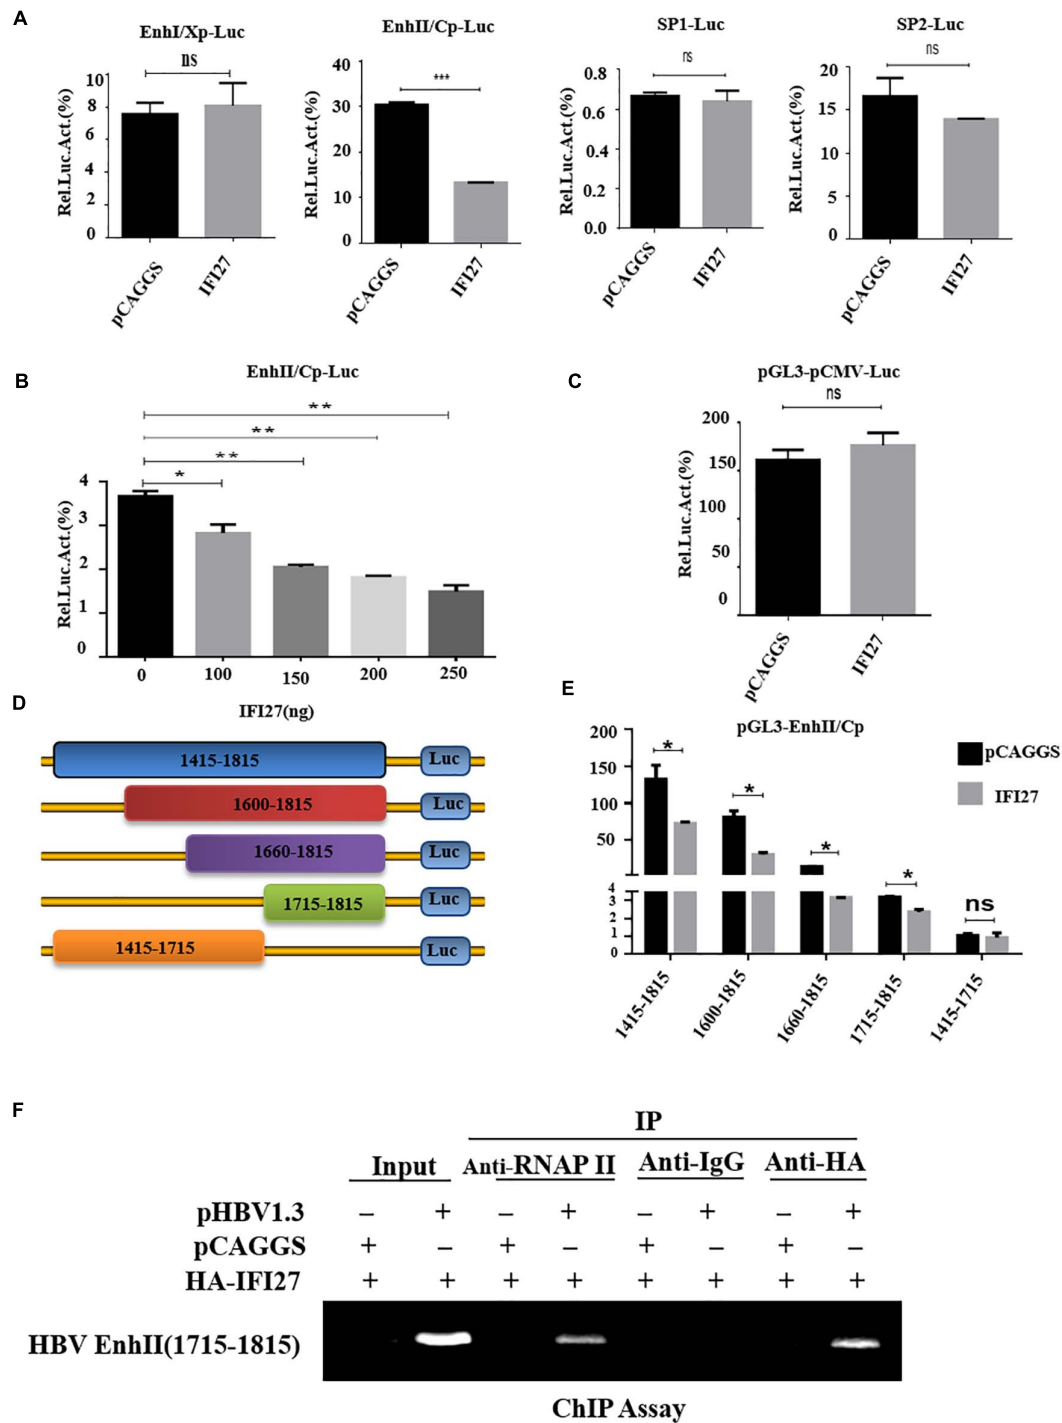 A
EnhI/Xp-Luc
ns
Rel.Luc.Act.(%)
10
8
6
4
2
0
pCAGGS
IFI27
EnhII/Cp-Luc
***
Rel.Luc.Act.(%)
40
30
20
10
0
pCAGGS
IFI27
SP1-Luc
ns
Rel.Luc.Act.(%)
0.8
0.6
0.4
0.2
0.0
pCAGGS
IFI27
SP2-Luc
ns
Rel.Luc.Act.(%)
20
15
10
5
0
pCAGGS
IFI27
B
EnhII/Cp-Luc
**
**
**
*
Rel.Luc.Act.(%)
4
3
2
1
0
0 100 150 200 250
IFI27(ng)
C
pGL3-pCMV-Luc
ns
Rel.Luc.Act.(%)
200
150
100
50
0
pCAGGS
IFI27
D
1415-1815 Luc
1600-1815 Luc
1660-1815 Luc
1715-1815 Luc
1415-1715 Luc
E
pGL3-EnhII/Cp
pCAGGS
IFI27
200
150
100
50
4
3
2
1
0
* * * * ns
1415-1815
1600-1815
1660-1815
1715-1815
1415-1715
F
IP
Input Anti-RNAP II Anti-IgG Anti-HA
pHBV1.3 – + – + – + – +
pCAGGS + – + – + – + –
HA-IFI27 + + + + + + + +
HBV EnhII(1715-1815)
ChIP Assay